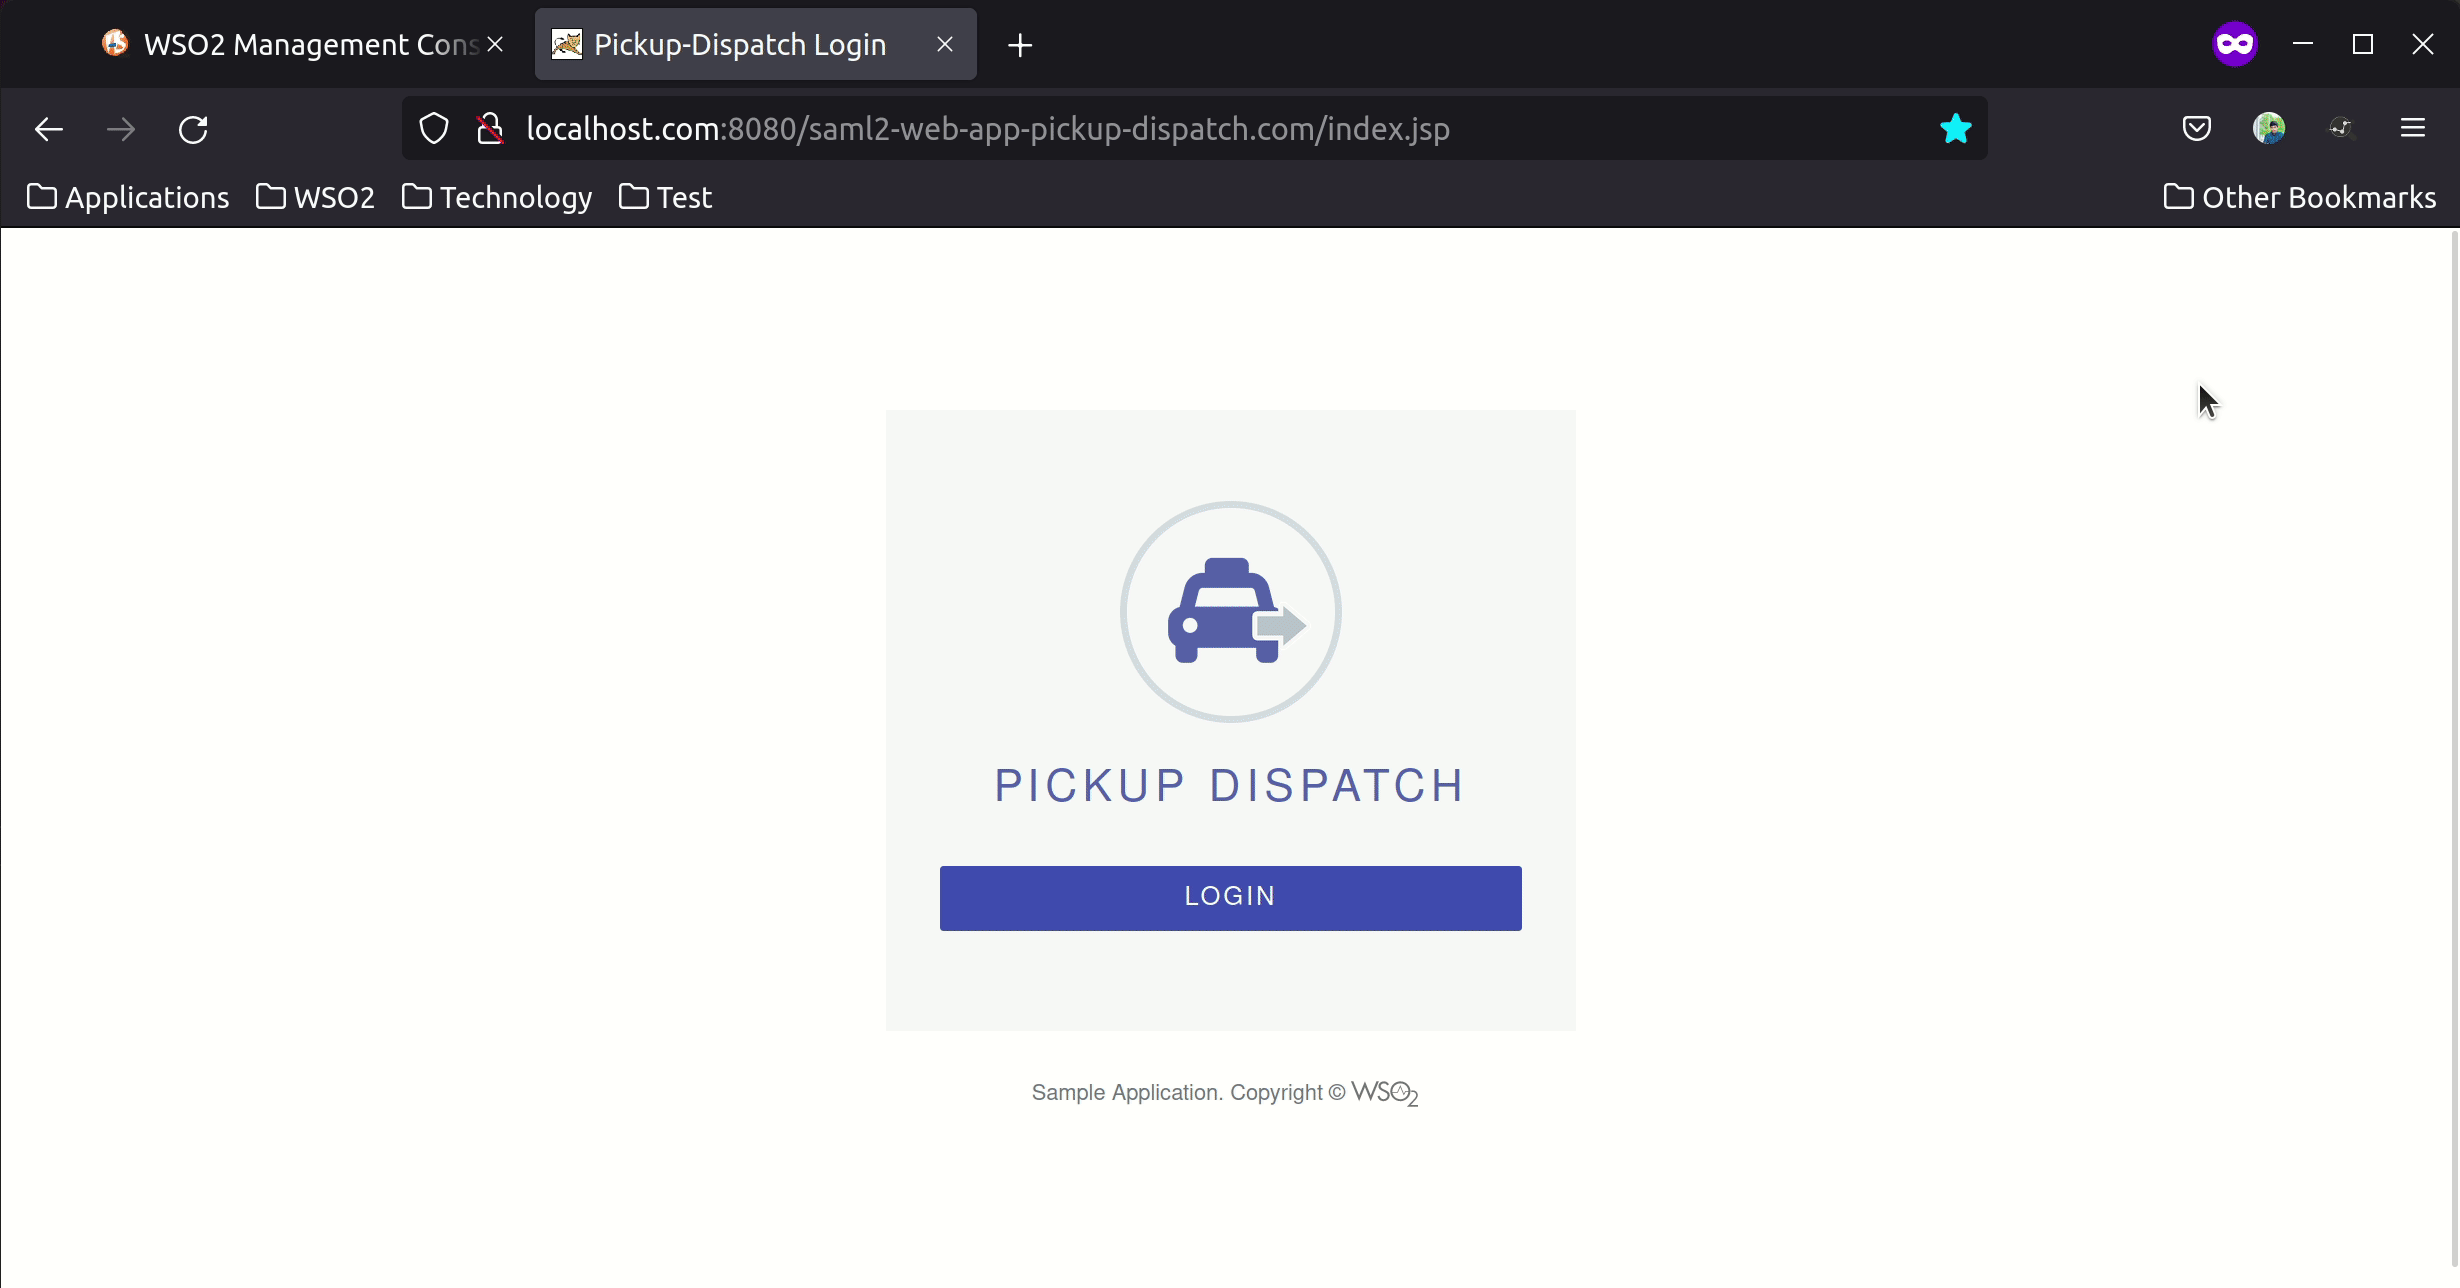 WSO2 Management Cons
Pickup-Dispatch Login
localhost.com:8080/saml2-web-app-pickup-dispatch.com/index.jsp
Applications WSO2 Technology Test Other Bookmarks
PICKUP DISPATCH
LOGIN
Sample Application. Copyright © WSO2